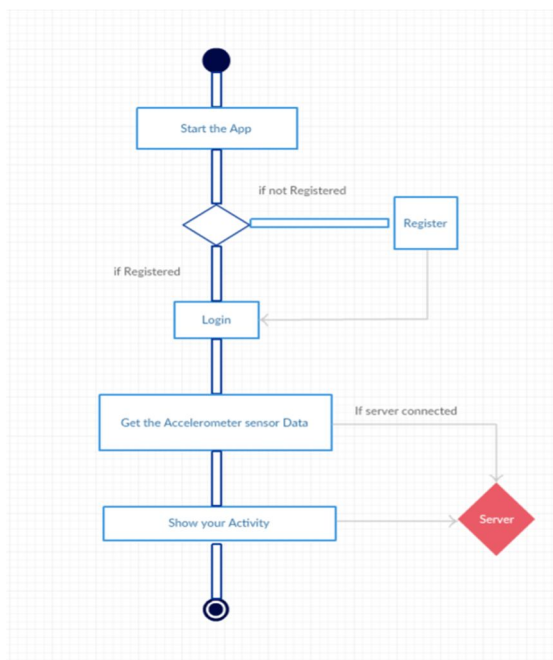 Start the App
if not Registered
Register
if Registered
Login
If server connected
Get the Accelerometer sensor Data
Show your Activity
Server